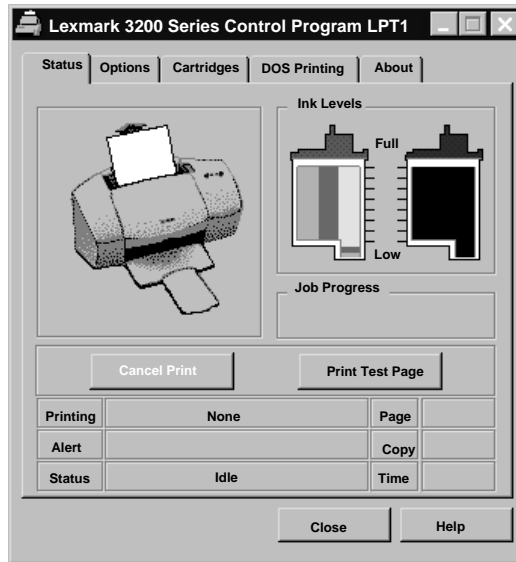 Lexmark 3200 Series Control Program LPT1
Status Options Cartridges DOS Printing About
Ink Levels
Full
Low
Job Progress
Cancel Print Print Test Page
Printing None Page
Alert Copy
Status Idle Time
Close Help